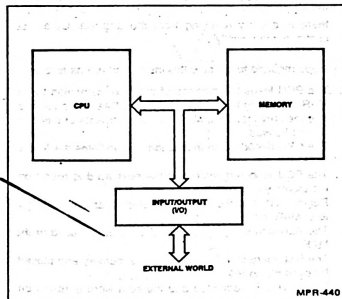 CPU
MEMORY
INPUT/OUTPUT
(I/O)
EXTERNAL WORLD
MPR-440